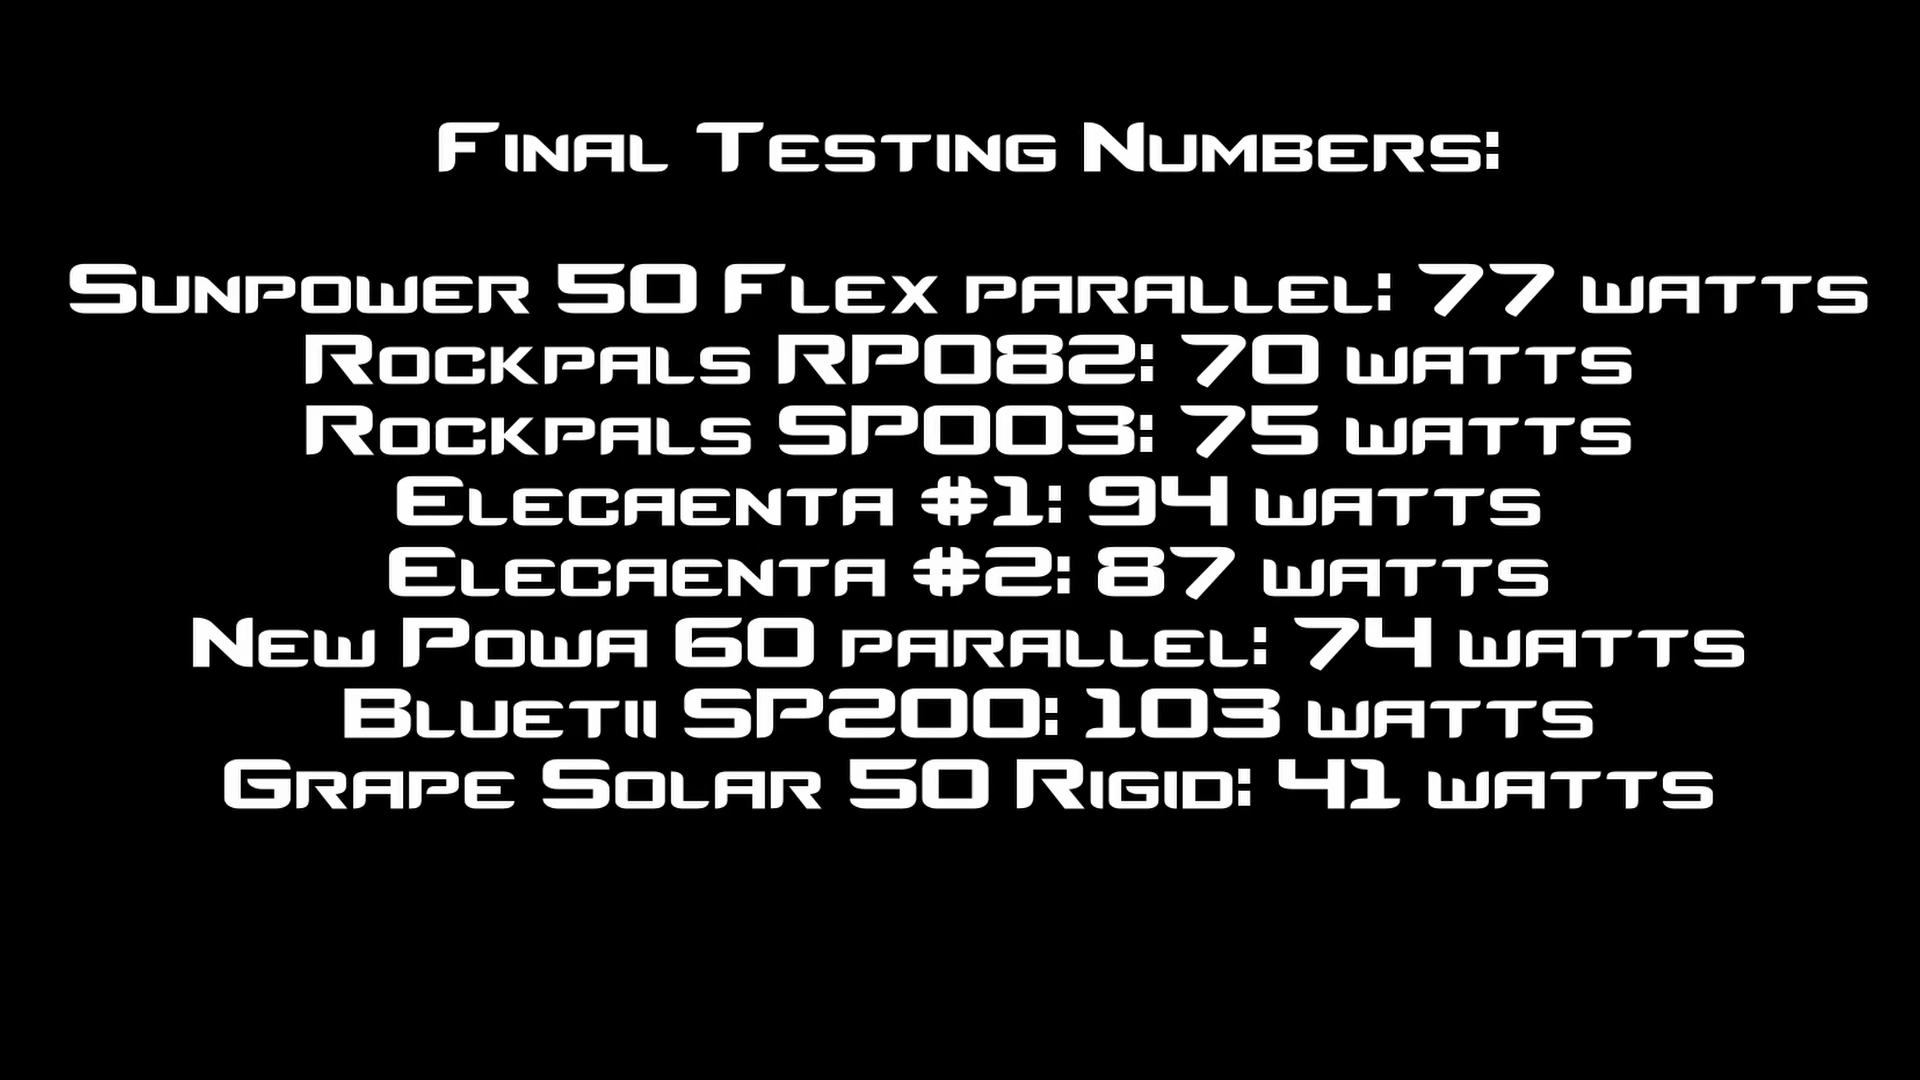 Final Testing Numbers:
Sunpower 50 Flex parallel: 77 watts
Rockpals RP082: 70 watts
Rockpals SP003: 75 watts
Elecaenta #1: 94 watts
Elecaenta #2: 87 watts
New Powa 60 parallel: 74 watts
Bluetii SP200: 103 watts
Grape Solar 50 Rigid: 41 watts